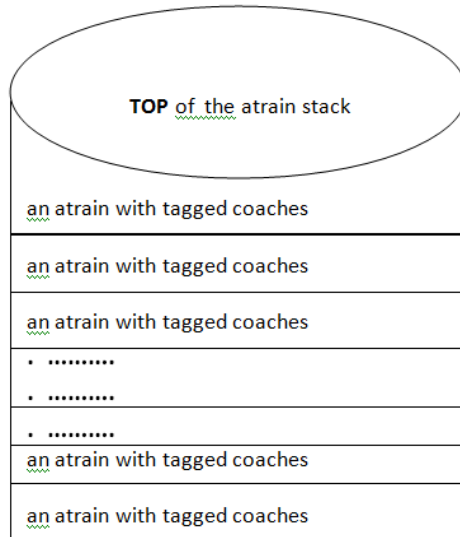 TOP of the atrain stack
an atrain with tagged coaches
an atrain with tagged coaches
an atrain with tagged coaches
. ..........
. ..........
. ..........
an atrain with tagged coaches
an atrain with tagged coaches